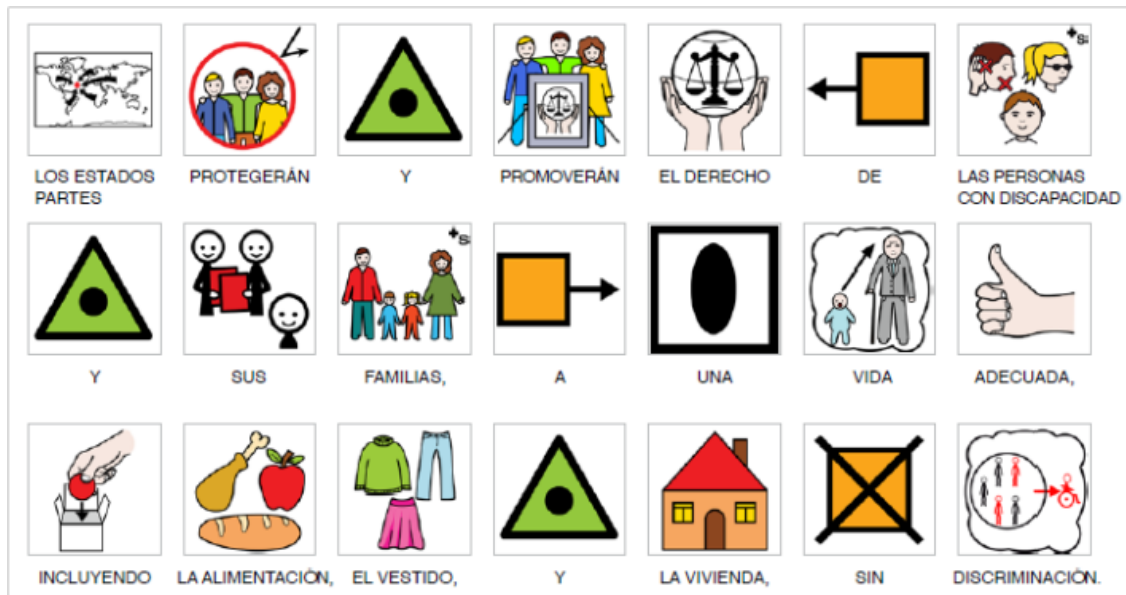 LOS ESTADOS PARTES PROTEGERÁN Y PROMOVERÁN EL DERECHO DE LAS PERSONAS CON DISCAPACIDAD
Y SUS FAMILIAS, A UNA VIDA ADECUADA,
INCLUYENDO LA ALIMENTACIÓN, EL VESTIDO, Y LA VIVIENDA, SIN DISCRIMINACIÓN.